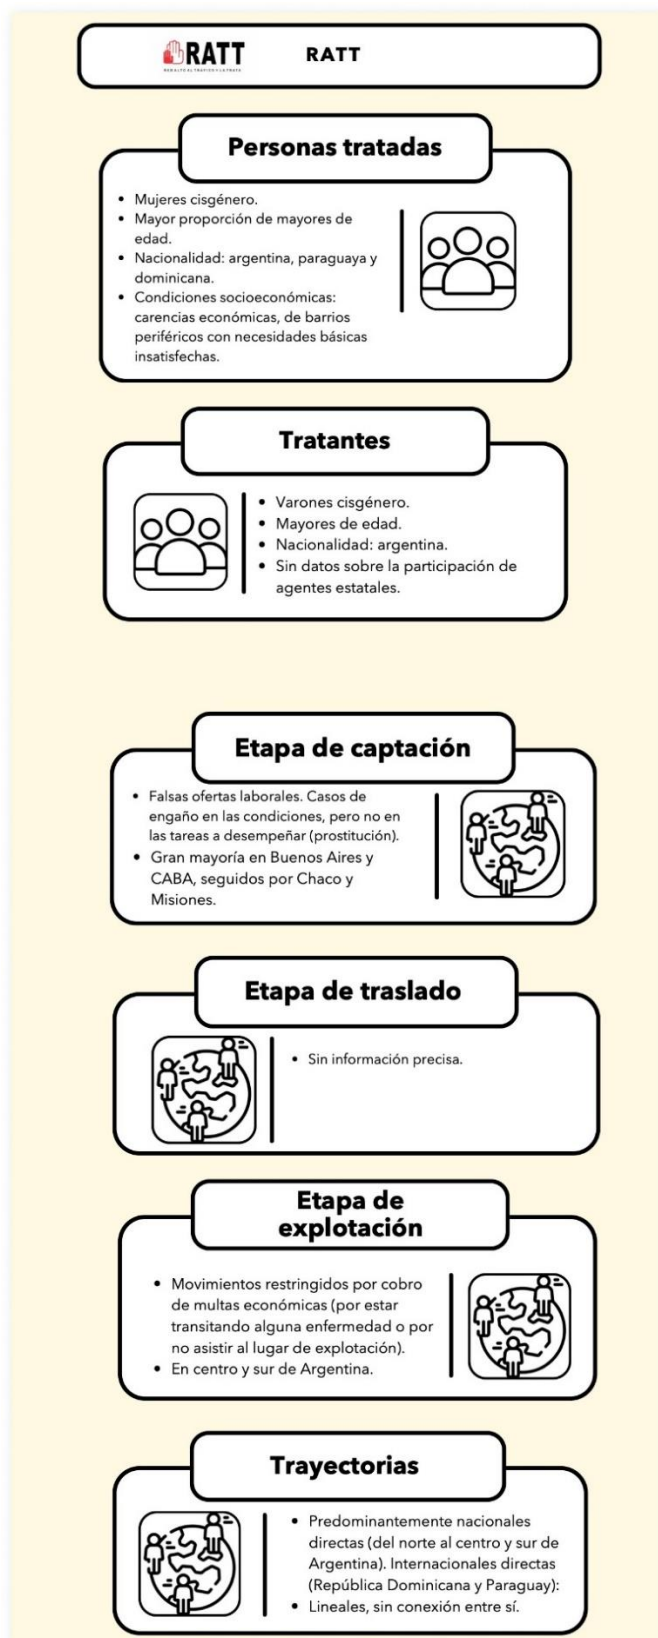 RATT
RED ALTO AL TRAFICO Y LA TRATA
RATT
Personas tratadas
• Mujeres cisgénero.
• Mayor proporción de mayores de
edad.
• Nacionalidad: argentina, paraguaya y
dominicana.
• Condiciones socioeconómicas:
carencias económicas, de barrios
periféricos con necesidades básicas
insatisfechas.
Tratantes
• Varones cisgénero.
• Mayores de edad.
• Nacionalidad: argentina.
• Sin datos sobre la participación de
agentes estatales.
Etapa de captación
• Falsas ofertas laborales. Casos de
engaño en las condiciones, pero no en
las tareas a desempeñar (prostitución).
• Gran mayoría en Buenos Aires y
CABA, seguidos por Chaco y
Misiones.
Etapa de traslado
• Sin información precisa.
Etapa de
explotación
• Movimientos restringidos por cobro
de multas económicas (por estar
transitando alguna enfermedad o por
no asistir al lugar de explotación).
• En centro y sur de Argentina.
Trayectorias
• Predominantemente nacionales
directas (del norte al centro y sur de
Argentina). Internacionales directas
(República Dominicana y Paraguay):
• Lineales, sin conexión entre sí.